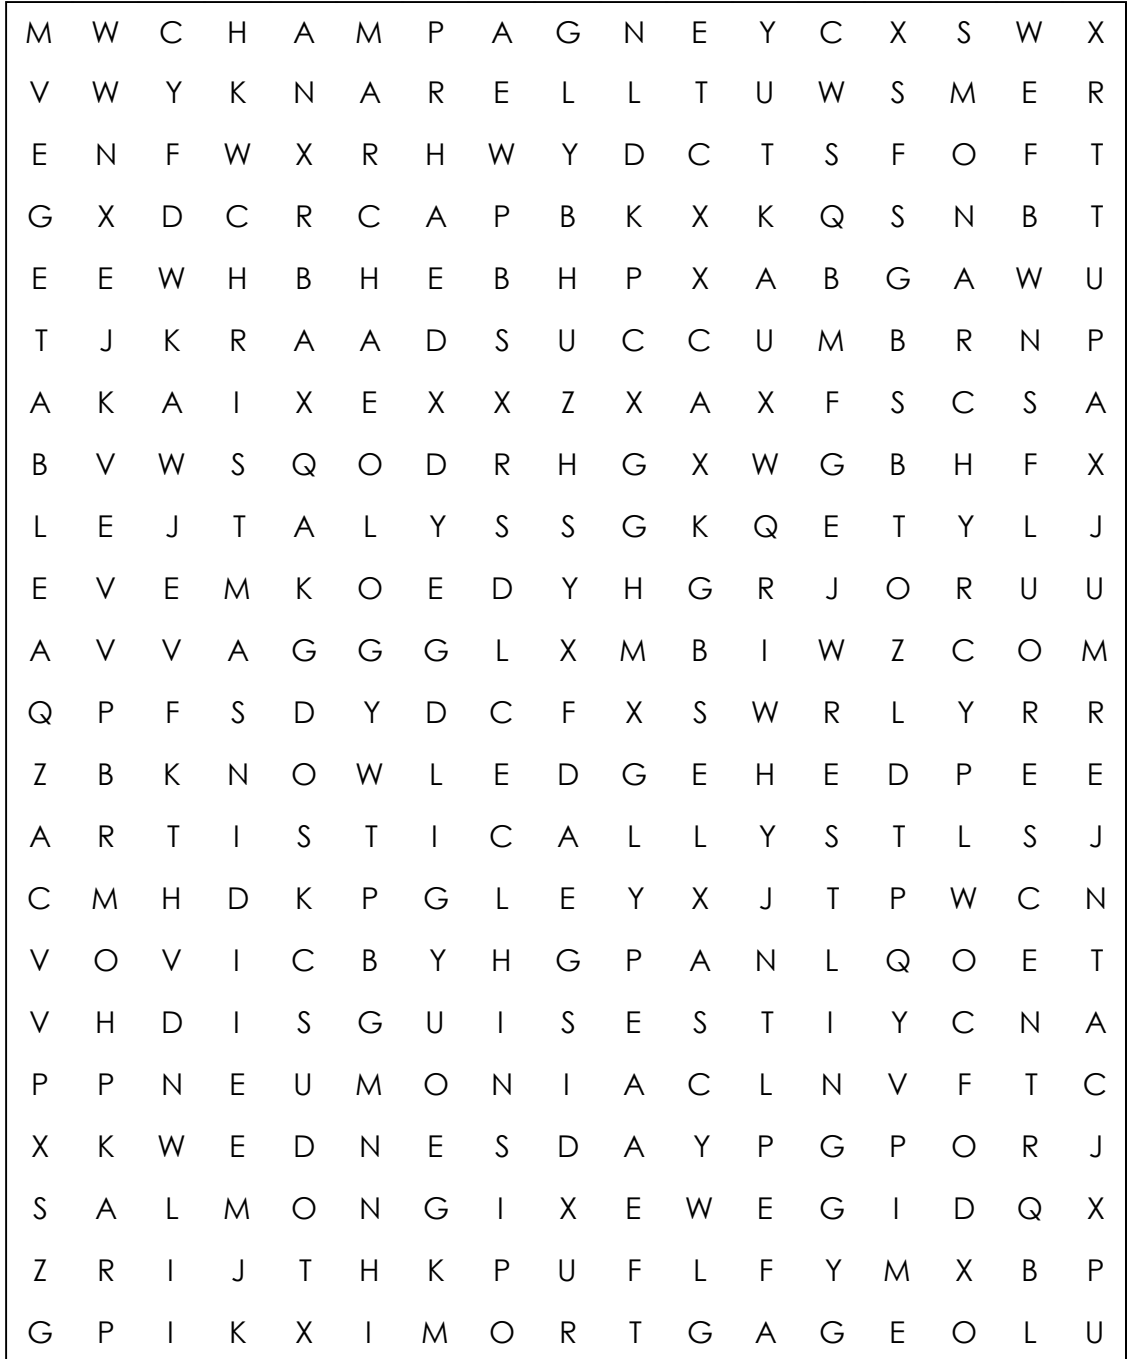 M W C H A M P A G N E Y C X S W X
V W Y K N A R E L L T U W S M E R
E N F W X R H W Y D C T S F O F T
G X D C R C A P B K X K Q S N B T
E E W H B H E B H P X A B G A W U
T J K R A A D S U C C U M B R N P
A K A I X E X X Z X A X F S C S A
B V W S Q O D R H G X W G B H F X
L E J T A L Y S S G K Q E T Y L J
E V E M K O E D Y H G R J O R U U
A V V A G G G L X M B I W Z C O M
Q P F S D Y D C F X S W R L Y R R
Z B K N O W L E D G E H E D P E E
A R T I S T I C A L L Y S T L S J
C M H D K P G L E Y X J T P W C N
V O V I C B Y H G P A N L Q O E T
V H D I S G U I S E S T I Y C N A
P P N E U M O N I A C L N V F T C
X K W E D N E S D A Y P G P O R J
S A L M O N G I X E W E G I D Q X
Z R I J T H K P U F L F Y M X B P
G P I K X I M O R T G A G E O L U